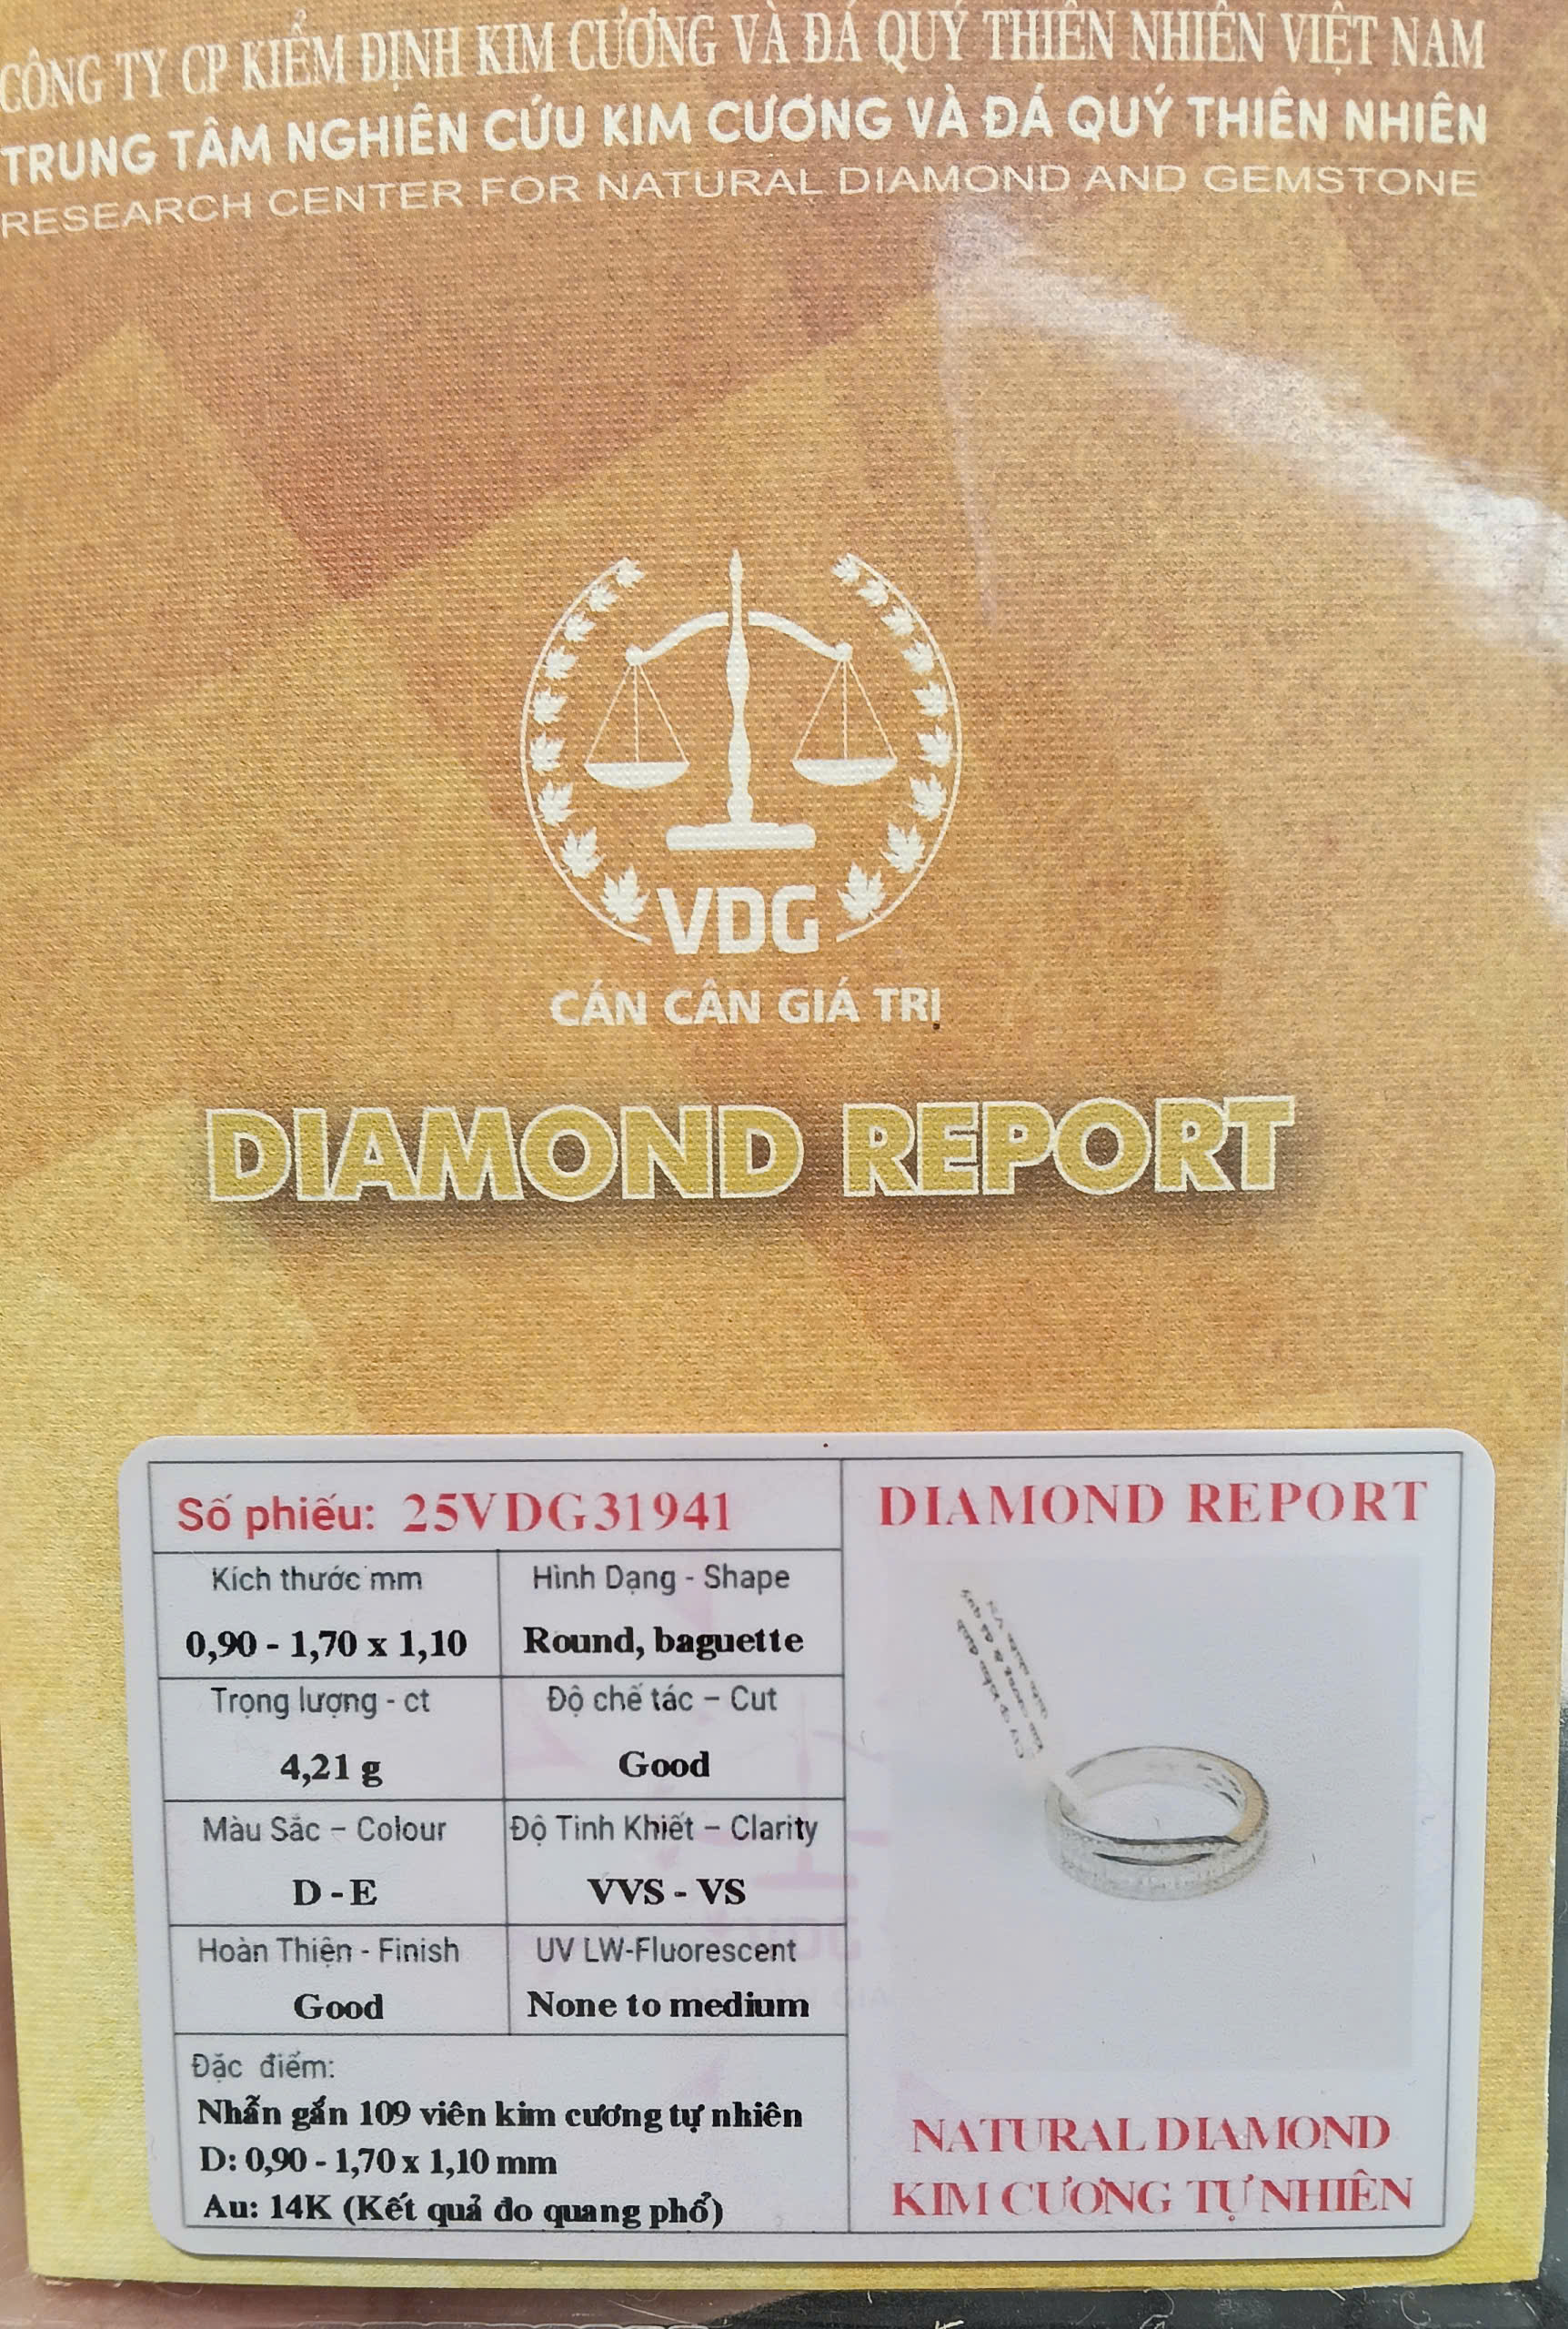 CÔNG TY CP KIỂM ĐỊNH KIM CƯƠNG VÀ ĐÁ QUÝ THIÊN NHIÊN VIỆT NAM
TRUNG TÂM NGHIÊN CỨU KIM CƯƠNG VÀ ĐÁ QUÝ THIÊN NHIÊN
RESEARCH CENTER FOR NATURAL DIAMOND AND GEMSTONE
VDG
CÁN CÂN GIÁ TRỊ
DIAMOND REPORT
Số phiếu: 25VDG31941
DIAMOND REPORT
Kích thước mm
Hình Dạng - Shape
0,90 - 1,70 x 1,10
Round, baguette
Trọng lượng - ct
Độ chế tác – Cut
4,21 g
Good
Màu Sắc – Colour
Độ Tinh Khiết – Clarity
D - E
VVS - VS
Hoàn Thiện - Finish
UV LW-Fluorescent
Good
None to medium
Đặc điểm:
Nhẫn gắn 109 viên kim cương tự nhiên
D: 0,90 - 1,70 x 1,10 mm
Au: 14K (Kết quả đo quang phổ)
NATURAL DIAMOND
KIM CƯƠNG TỰ NHIÊN